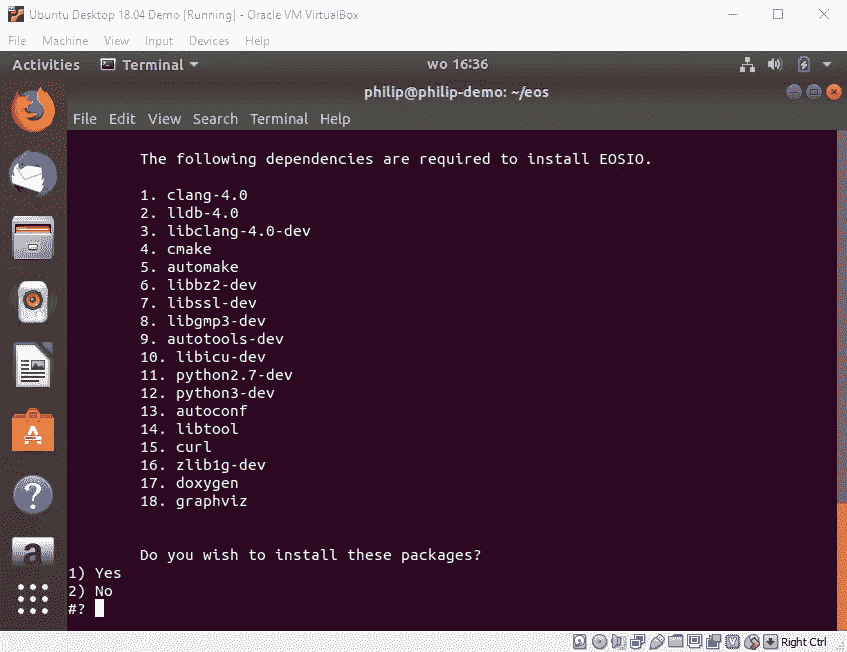 Ubuntu Desktop 18.04 Demo [Running] - Oracle VM VirtualBox
File Machine View Input Devices Help
Activities Terminal wo 16:36
philip@philip-demo: ~/eos
File Edit View Search Terminal Help
The following dependencies are required to install EOSIO.
1. clang-4.0
2. lldb-4.0
3. libclang-4.0-dev
4. cmake
5. automake
6. libbz2-dev
7. libssl-dev
8. libgmp3-dev
9. autotools-dev
10. libicu-dev
11. python2.7-dev
12. python3-dev
13. autoconf
14. libtool
15. curl
16. zlib1g-dev
17. doxygen
18. graphviz
Do you wish to install these packages?
1) Yes
2) No
#?
Right Ctrl